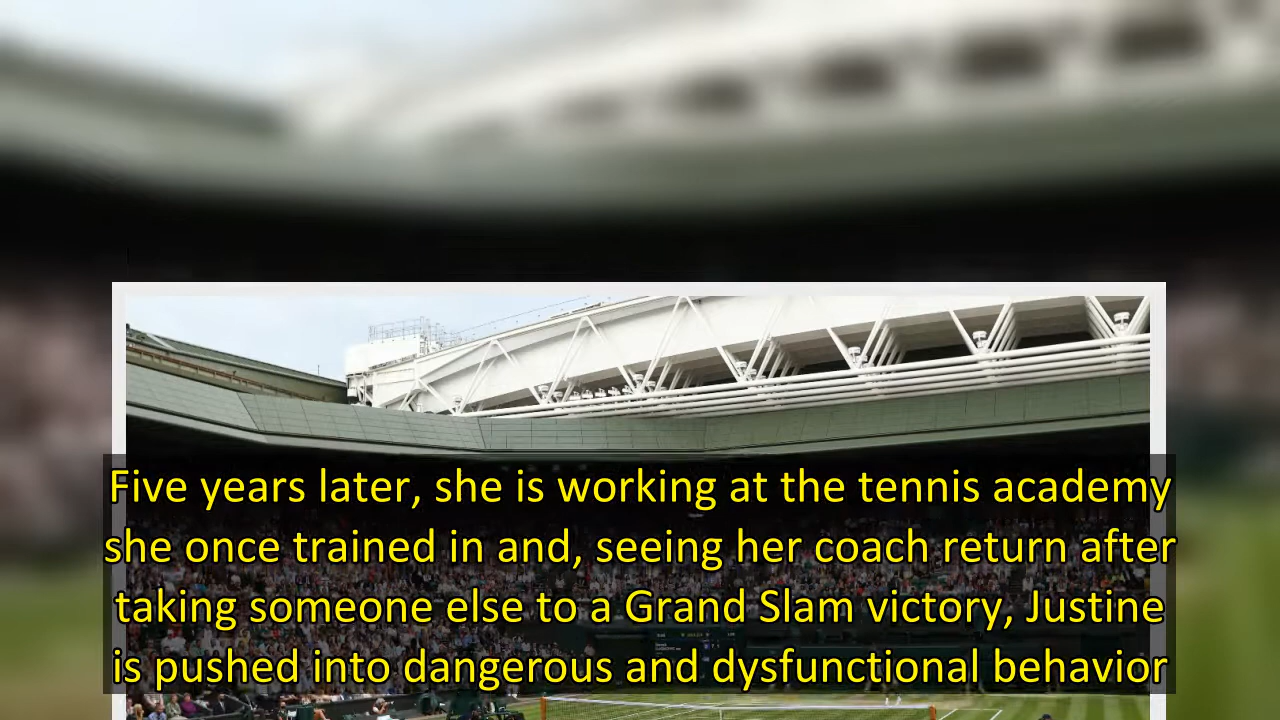 Five years later, she is working at the tennis academy
she once trained in and, seeing her coach return after
taking someone else to a Grand Slam victory, Justine
is pushed into dangerous and dysfunctional behavior